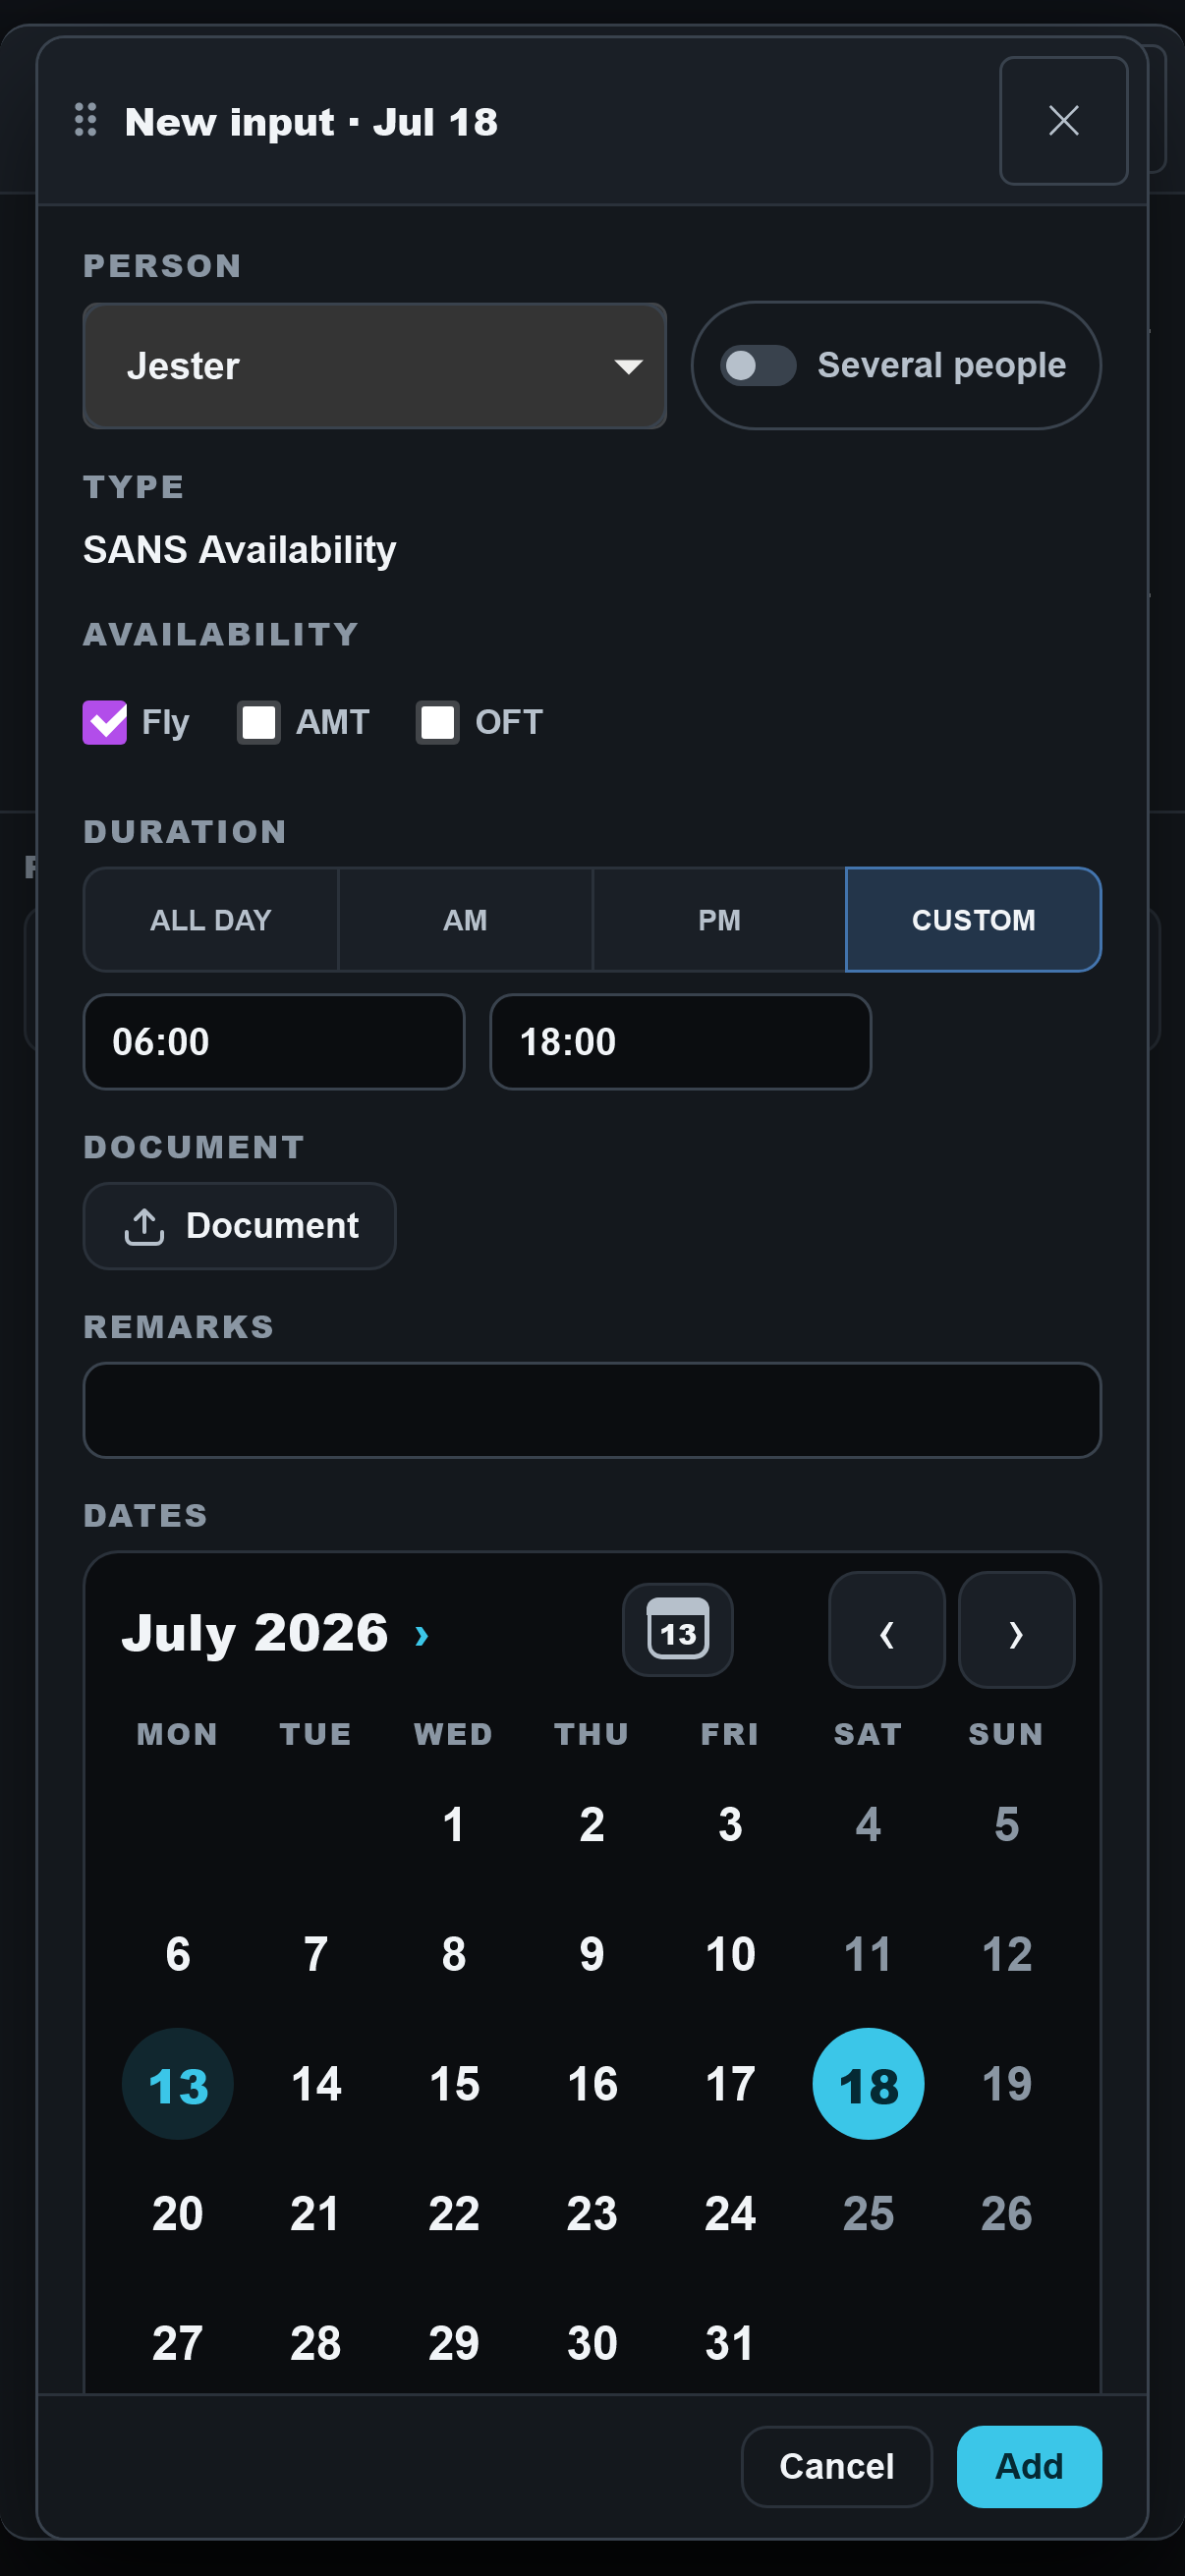 New input · Jul 18
PERSON
Jester
Several people
TYPE
SANS Availability
AVAILABILITY
Fly AMT OFT
DURATION
ALL DAY AM PM CUSTOM
06:00 18:00
DOCUMENT
Document
REMARKS
DATES
July 2026 › 13 ‹ ›
MON TUE WED THU FRI SAT SUN
1 2 3 4 5
6 7 8 9 10 11 12
13 14 15 16 17 18 19
20 21 22 23 24 25 26
27 28 29 30 31
Cancel Add